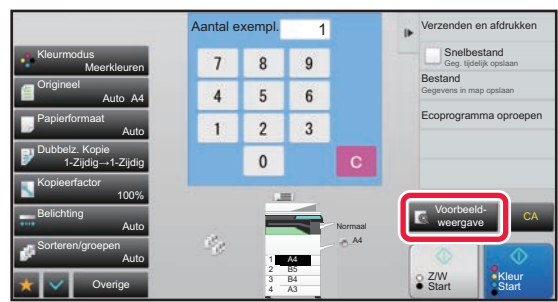 Aantal exempl. 1
Kleurmodus
Meerkleuren
Origineel
Auto A4
Papierformaat
Auto
Dubbelz. Kopie
1-Zijdig→1-Zijdig
Kopieerfactor
100%
Belichting
Auto
Sorteren/groepen
Auto
Overige
7 8 9
4 5 6
1 2 3
0 C
Normaal
A4
1 A4
2 B5
3 B4
4 A3
Verzenden en afdrukken
Snelbestand
Geg. tijdelijk opslaan
Bestand
Gegevens in map opslaan
Ecoprogramma oproepen
Voorbeeld-
weergave
CA
Z/W
Start
Kleur
Start